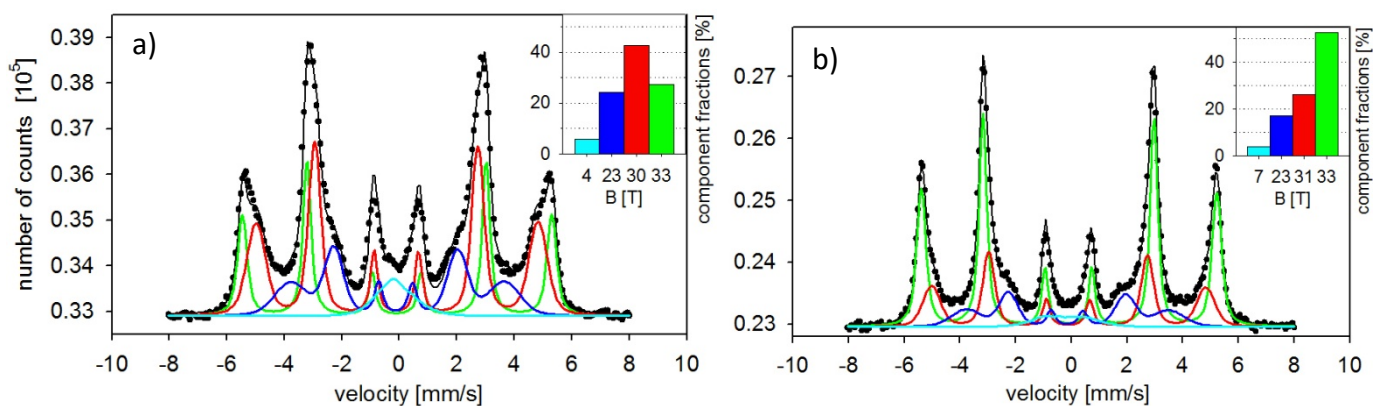 a)
number of counts [10⁵]
0.39
0.38
0.37
0.36
0.35
0.34
0.33
-10 -8 -6 -4 -2 0 2 4 6 8 10
velocity [mm/s]
40
20
0
4 23 30 33
B [T]
component fractions [%]
b)
0.27
0.26
0.25
0.24
0.23
-10 -8 -6 -4 -2 0 2 4 6 8 10
velocity [mm/s]
40
20
0
7 23 31 33
B [T]
component fractions [%]